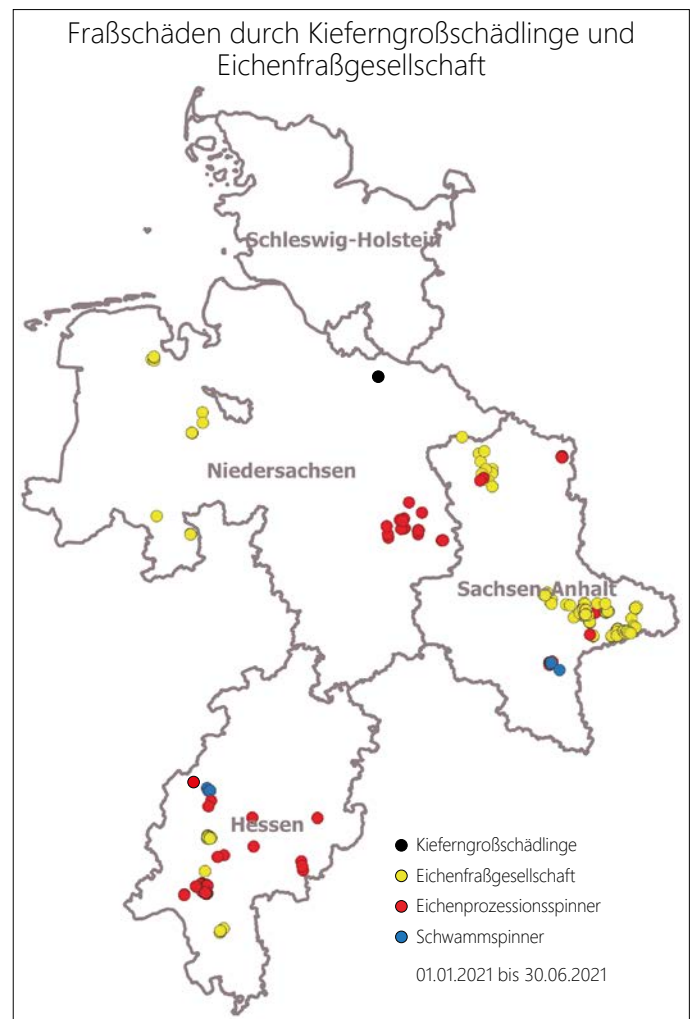 Fraßschäden durch Kieferngroßschädlinge und
Eichenfraßgesellschaft
Schleswig-Holstein
Niedersachsen
Sachsen-Anhalt
Hessen
Kieferngroßschädlinge
Eichenfraßgesellschaft
Eichenprozessionsspinner
Schwammspinner
01.01.2021 bis 30.06.2021